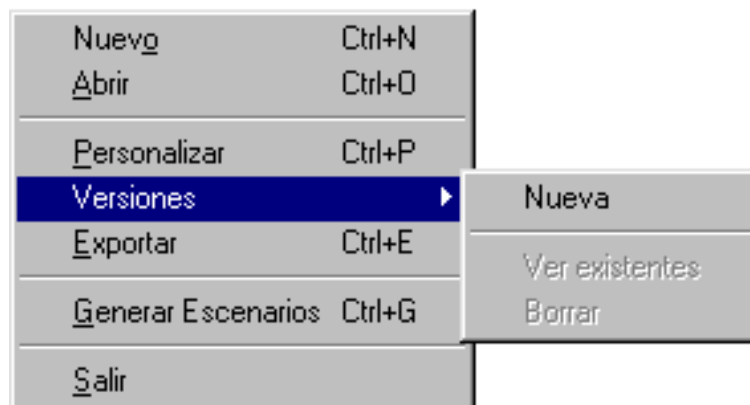 Nuevo Ctrl+N
Abrir Ctrl+O
Personalizar Ctrl+P
Versiones
Exportar Ctrl+E
Generar Escenarios Ctrl+G
Salir
Nueva
Ver existentes
Borrar